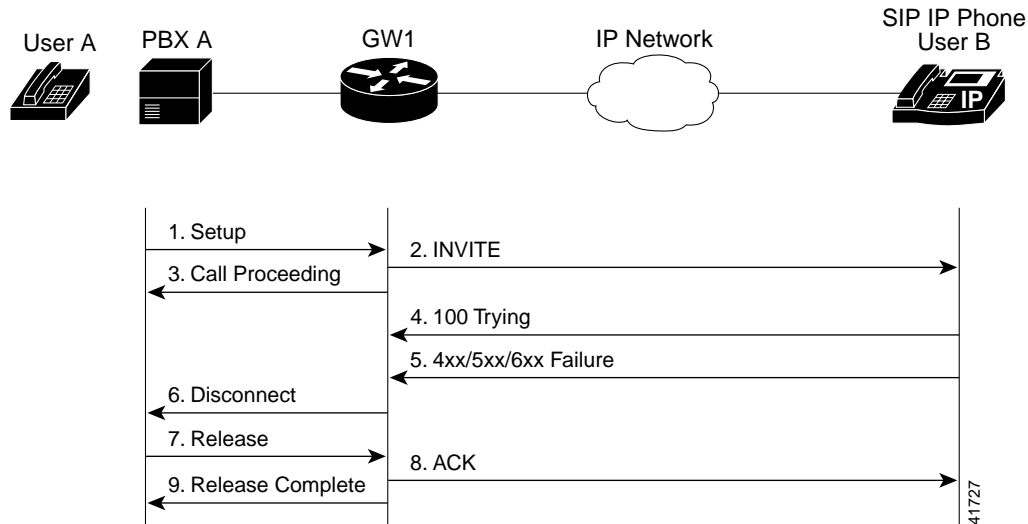 SIP IP Phone
User A
PBX A
GW1
IP Network
User B
IP
1. Setup
2. INVITE
3. Call Proceeding
4. 100 Trying
5. 4xx/5xx/6xx Failure
6. Disconnect
7. Release
8. ACK
9. Release Complete
41727